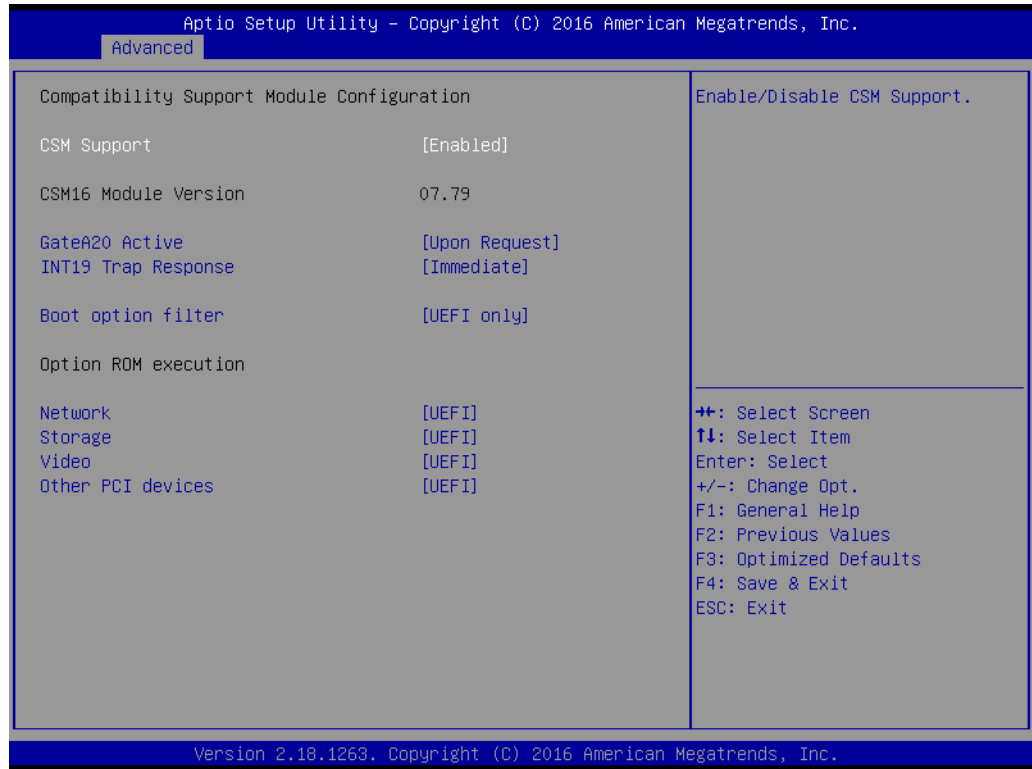 Aptio Setup Utility – Copyright (C) 2016 American Megatrends, Inc.
Advanced
Compatibility Support Module Configuration
CSM Support [Enabled]
CSM16 Module Version 07.79
GateA20 Active [Upon Request]
INT19 Trap Response [Immediate]
Boot option filter [UEFI only]
Option ROM execution
Network [UEFI]
Storage [UEFI]
Video [UEFI]
Other PCI devices [UEFI]
Enable/Disable CSM Support.
→←: Select Screen
↑↓: Select Item
Enter: Select
+/-: Change Opt.
F1: General Help
F2: Previous Values
F3: Optimized Defaults
F4: Save & Exit
ESC: Exit
Version 2.18.1263. Copyright (C) 2016 American Megatrends, Inc.